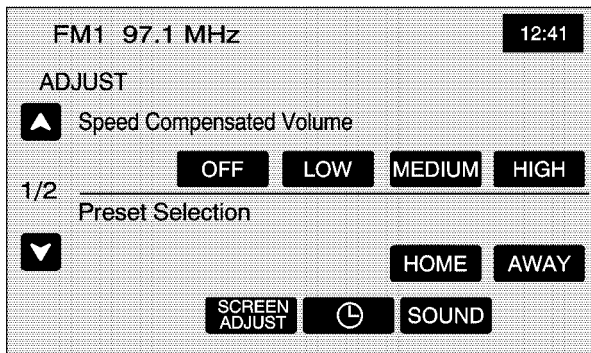 FM1 97.1 MHz 12:41
ADJUST
Speed Compensated Volume
OFF LOW MEDIUM HIGH
1/2
Preset Selection
HOME AWAY
SCREEN ADJUST SOUND